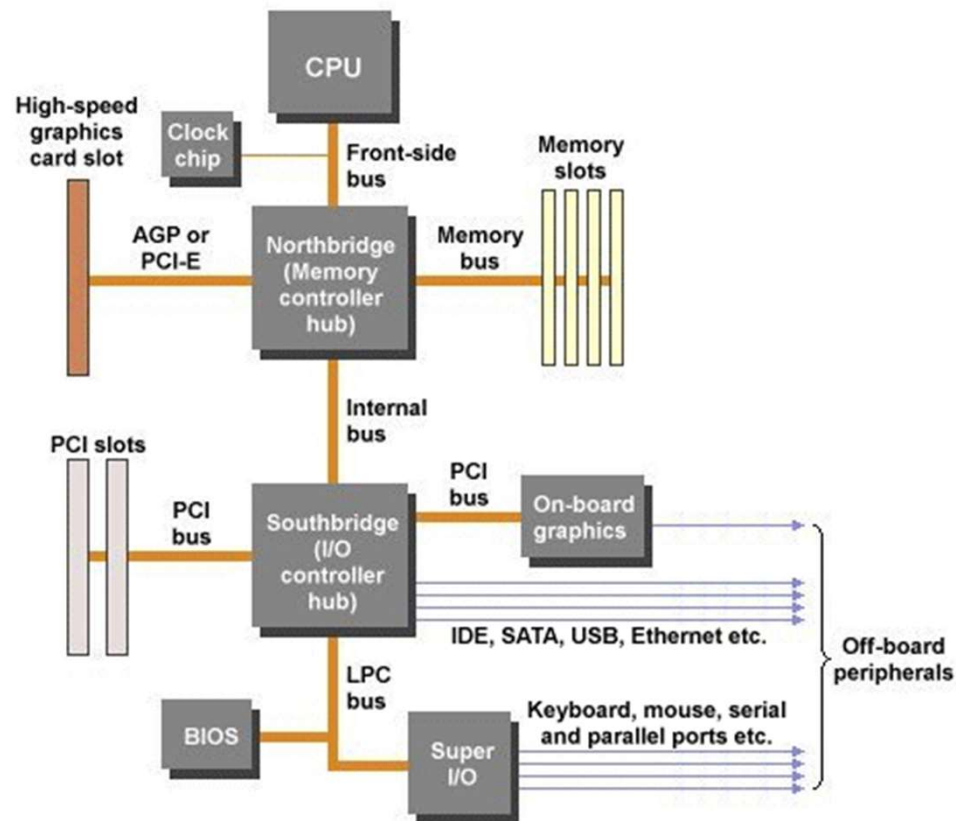 CPU
High-speed
graphics
card slot
Clock
chip
Front-side
bus
Memory
slots
AGP or
PCI-E
Northbridge
(Memory
controller
hub)
Memory
bus
Internal
bus
PCI slots
PCI
bus
Southbridge
(I/O
controller
hub)
PCI
bus
On-board
graphics
IDE, SATA, USB, Ethernet etc.
Off-board
peripherals
LPC
bus
BIOS
Super
I/O
Keyboard, mouse, serial
and parallel ports etc.